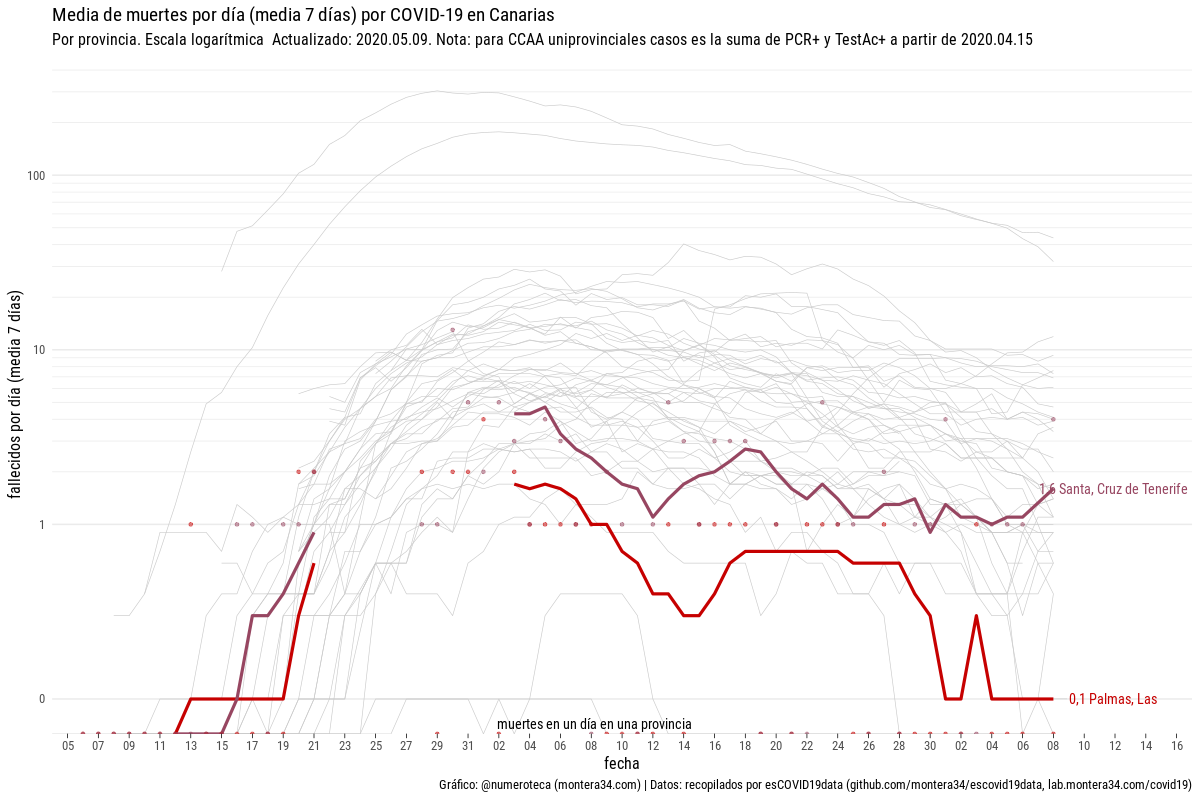 Media de muertes por día (media 7 días) por COVID-19 en Canarias
Por provincia. Escala logarítmica  Actualizado: 2020.05.09. Nota: para CCAA uniprovinciales casos es la suma de PCR+ y TestAc+ a partir de 2020.04.15
fallecidos por día (media 7 días)
100
10
1
0
1,6 Santa, Cruz de Tenerife
0,1 Palmas, Las
muertes en un día en una provincia
05 07 09 11 13 15 17 19 21 23 25 27 29 31 02 04 06 08 10 12 14 16 18 20 22 24 26 28 30 02 04 06 08 10 12 14 16
fecha
Gráfico: @numeroteca (montera34.com) | Datos: recopilados por esCOVID19data (github.com/montera34/escovid19data, lab.montera34.com/covid19)